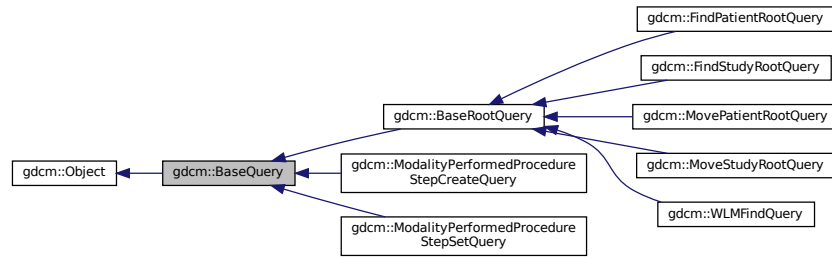 gdcm::FindPatientRootQuery
gdcm::FindStudyRootQuery
gdcm::BaseRootQuery
gdcm::MovePatientRootQuery
gdcm::MoveStudyRootQuery
gdcm::Object
gdcm::BaseQuery
gdcm::ModalityPerformedProcedure
StepCreateQuery
gdcm::WLMFindQuery
gdcm::ModalityPerformedProcedure
StepSetQuery